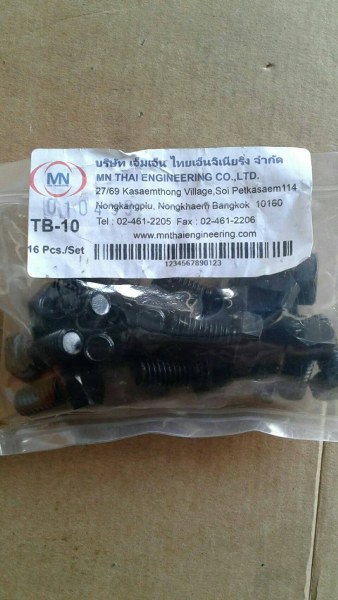 บริษัท เอ็มเอ็น ไทยเอ็นจิเนียริ่ง จำกัด
MN
MN THAI ENGINEERING CO.,LTD.
27/69 Kasaemthong Village,Soi Petkasaem114
Nongkangplu, Nongkhaem Bangkok 10160
TB-10
Tel : 02-461-2205 Fax : 02-461-2206
www.mnthaiengineering.com
16 Pcs./Set
1234567890123